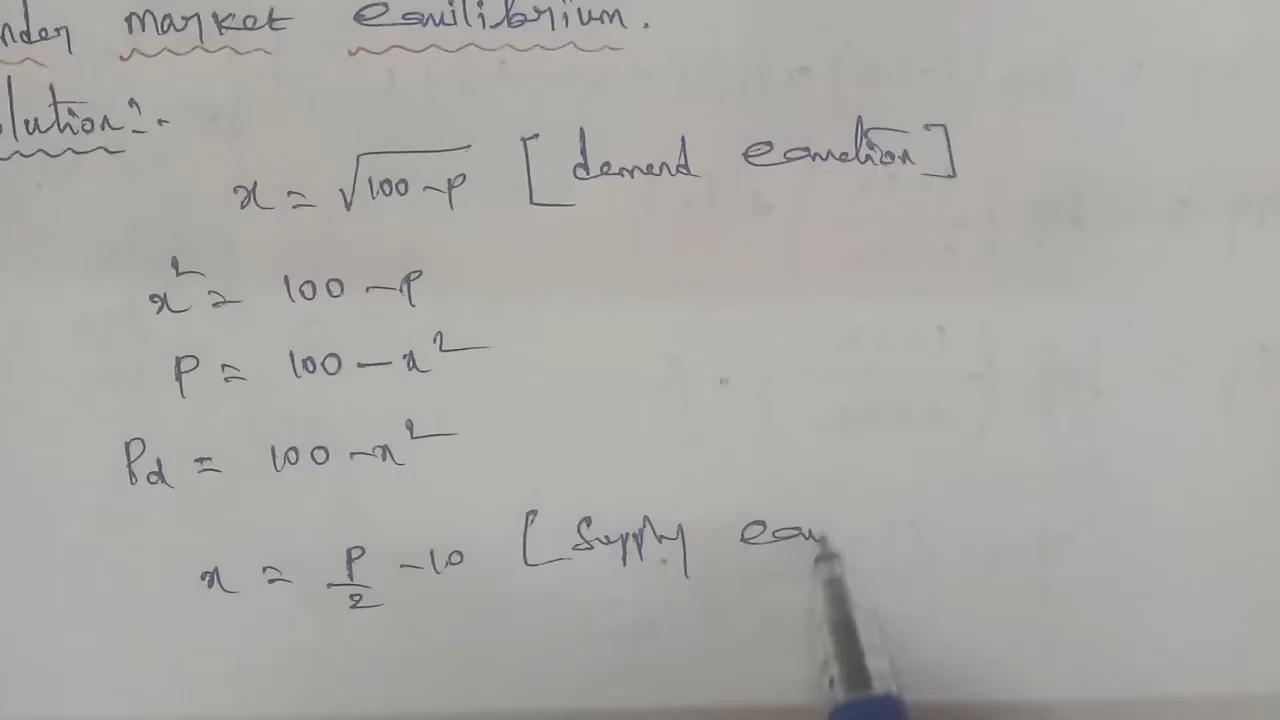 nder market equilibrium.
lution:-
x = √100-p [demand equation]
x² = 100 - p
P = 100 - x²
Pd = 100 - x²
x = P/2 - 10 [Supply equ